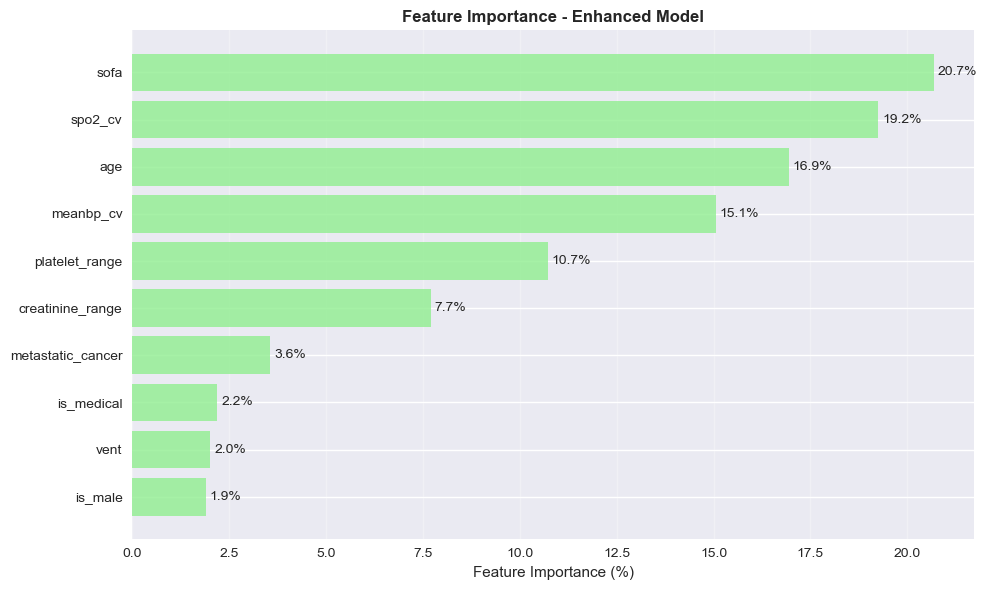 Feature Importance - Enhanced Model
sofa 20.7%
spo2_cv 19.2%
age 16.9%
meanbp_cv 15.1%
platelet_range 10.7%
creatinine_range 7.7%
metastatic_cancer 3.6%
is_medical 2.2%
vent 2.0%
is_male 1.9%
0.0 2.5 5.0 7.5 10.0 12.5 15.0 17.5 20.0
Feature Importance (%)